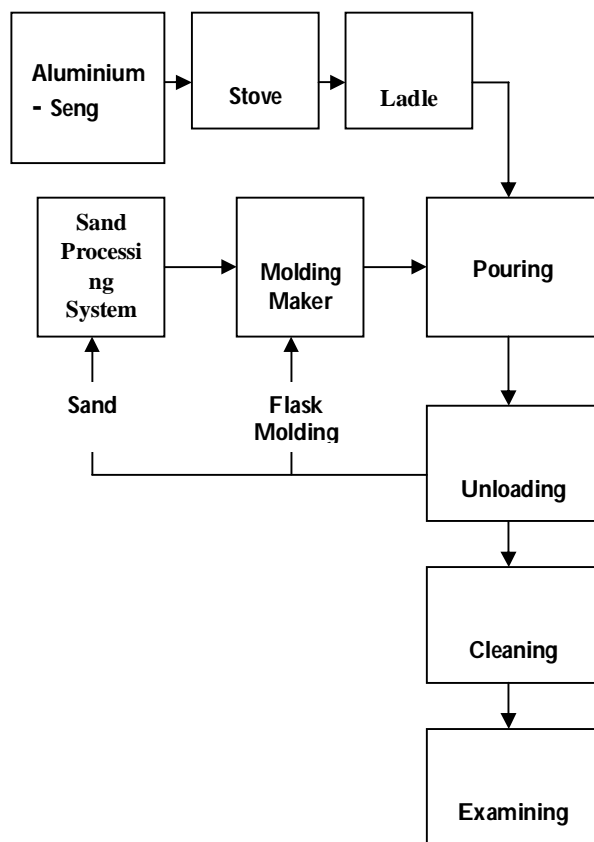 Aluminium
- Seng
Stove
Ladle
Sand
Processi
ng
System
Molding
Maker
Pouring
Sand
Flask
Molding
Unloading
Cleaning
Examining